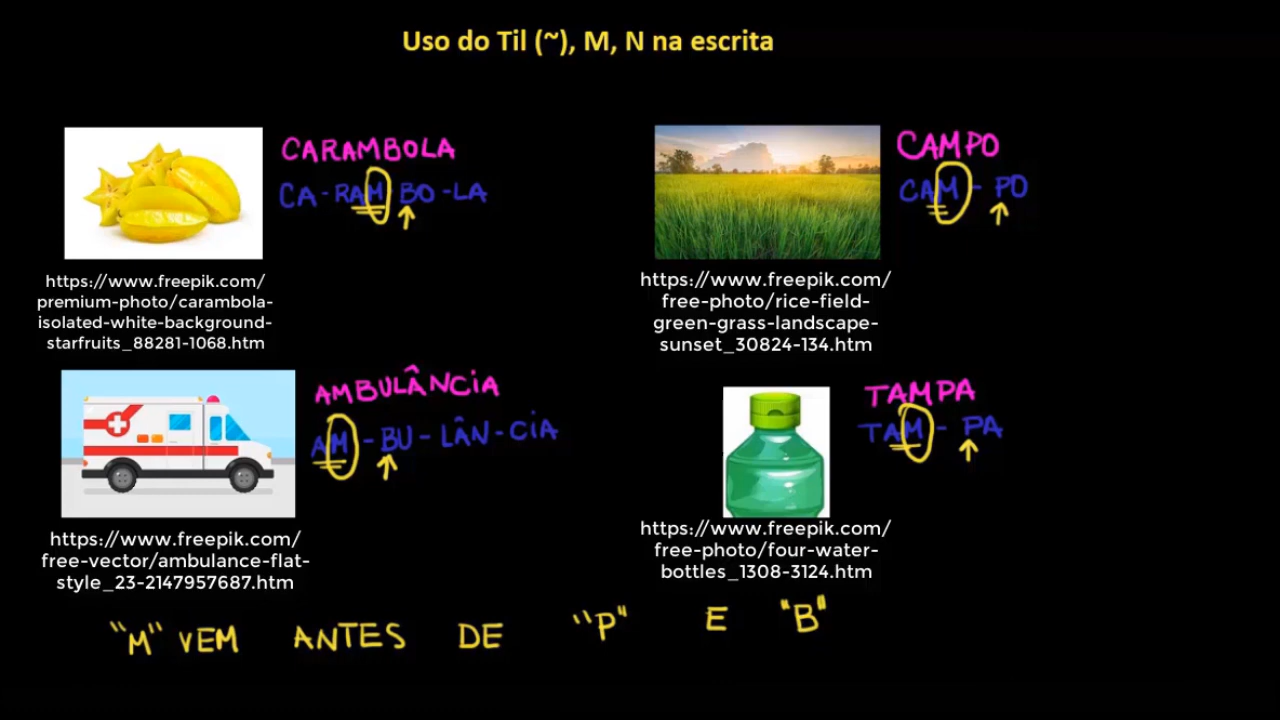 Uso do Til (~), M, N na escrita
CARAMBOLA
CA-RAM-BO-LA
https://www.freepik.com/
premium-photo/carambola-
isolated-white-background-
starfruits_88281-1068.htm
CAMPO
CAM-PO
https://www.freepik.com/
free-photo/rice-field-
green-grass-landscape-
sunset_30824-134.htm
AMBULÂNCiA
AM-BU-LÂN-CiA
https://www.freepik.com/
free-vector/ambulance-flat-
style_23-2147957687.htm
TAMPA
TAM-PA
https://www.freepik.com/
free-photo/four-water-
bottles_1308-3124.htm
"M" VEM ANTES DE "P" E "B"